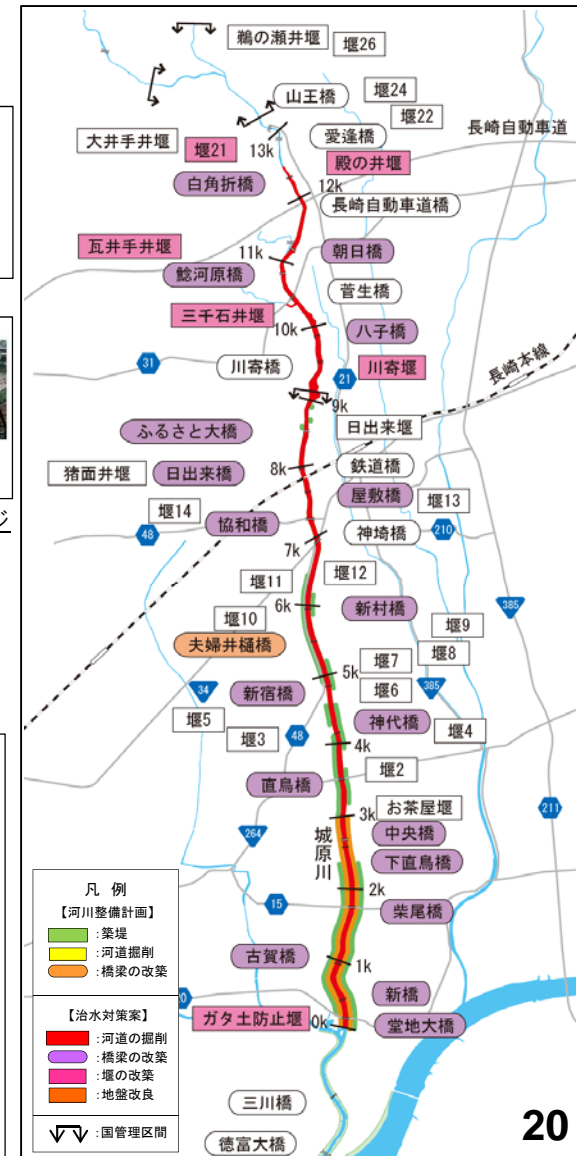 鵜の瀬井堰
堰26
山王橋
堰24
堰22
大井手井堰
堰21
13k
愛逢橋
長崎自動車道
殿の井堰
白角折橋
12k
長崎自動車道橋
瓦井手井堰
11k
朝日橋
鯰河原橋
菅生橋
三千石井堰
10k
八子橋
31
川寄橋
21
川寄堰
長崎本線
9k
ふるさと大橋
日出来堰
猪面井堰
日出来橋
8k
鉄道橋
ジ
屋敷橋
堰13
堰14
48
協和橋
7k
神埼橋
210
堰11
堰12
385
堰10
6k
新村橋
堰9
夫婦井樋橋
堰8
堰7
5k
34
新宿橋
堰6
385
堰5
堰3
48
神代橋
堰4
4k
直鳥橋
堰2
211
3k
お茶屋堰
264
城原川
中央橋
下直鳥橋
2k
15
柴尾橋
古賀橋
1k
新橋
ガタ土防止堰
0k
堂地大橋
三川橋
徳富大橋
凡 例
【河川整備計画】
:築堤
:河道掘削
:橋梁の改築
【治水対策案】
:河道の掘削
:橋梁の改築
:堰の改築
:地盤改良
:国管理区間
20